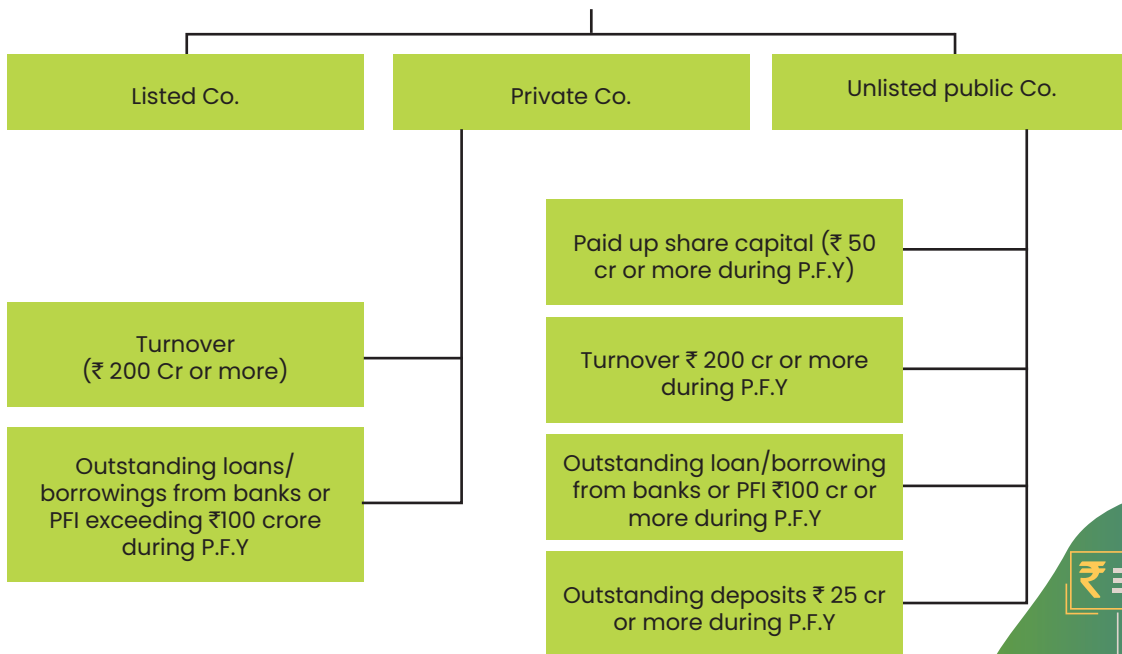 Listed Co.
Private Co.
Unlisted public Co.
Turnover
(₹ 200 Cr or more)
Outstanding loans/
borrowings from banks or
PFI exceeding ₹100 crore
during P.F.Y
Paid up share capital (₹ 50
cr or more during P.F.Y)
Turnover ₹ 200 cr or more
during P.F.Y
Outstanding loan/borrowing
from banks or PFI ₹100 cr or
more during P.F.Y
Outstanding deposits ₹ 25 cr
or more during P.F.Y
₹